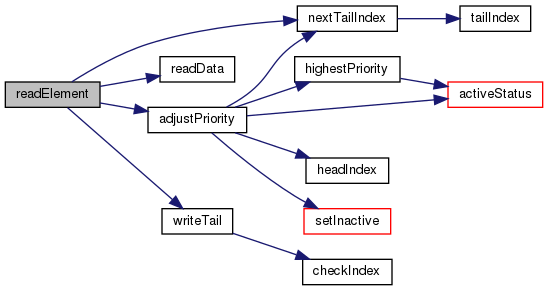 nextTailIndex
tailIndex
readData
highestPriority
readElement
activeStatus
adjustPriority
headIndex
writeTail
setInactive
checkIndex